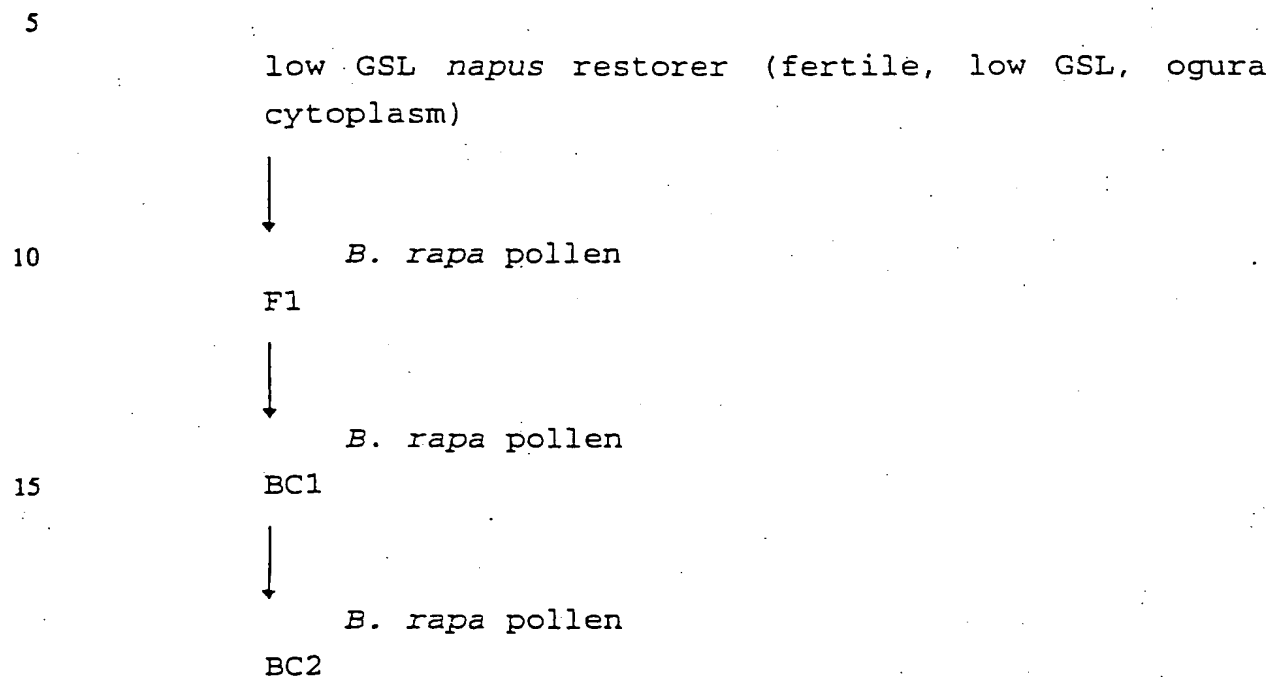 5
low GSL napus restorer (fertile, low GSL, ogura
cytoplasm)
10 B. rapa pollen
F1
B. rapa pollen
15 BC1
B. rapa pollen
BC2